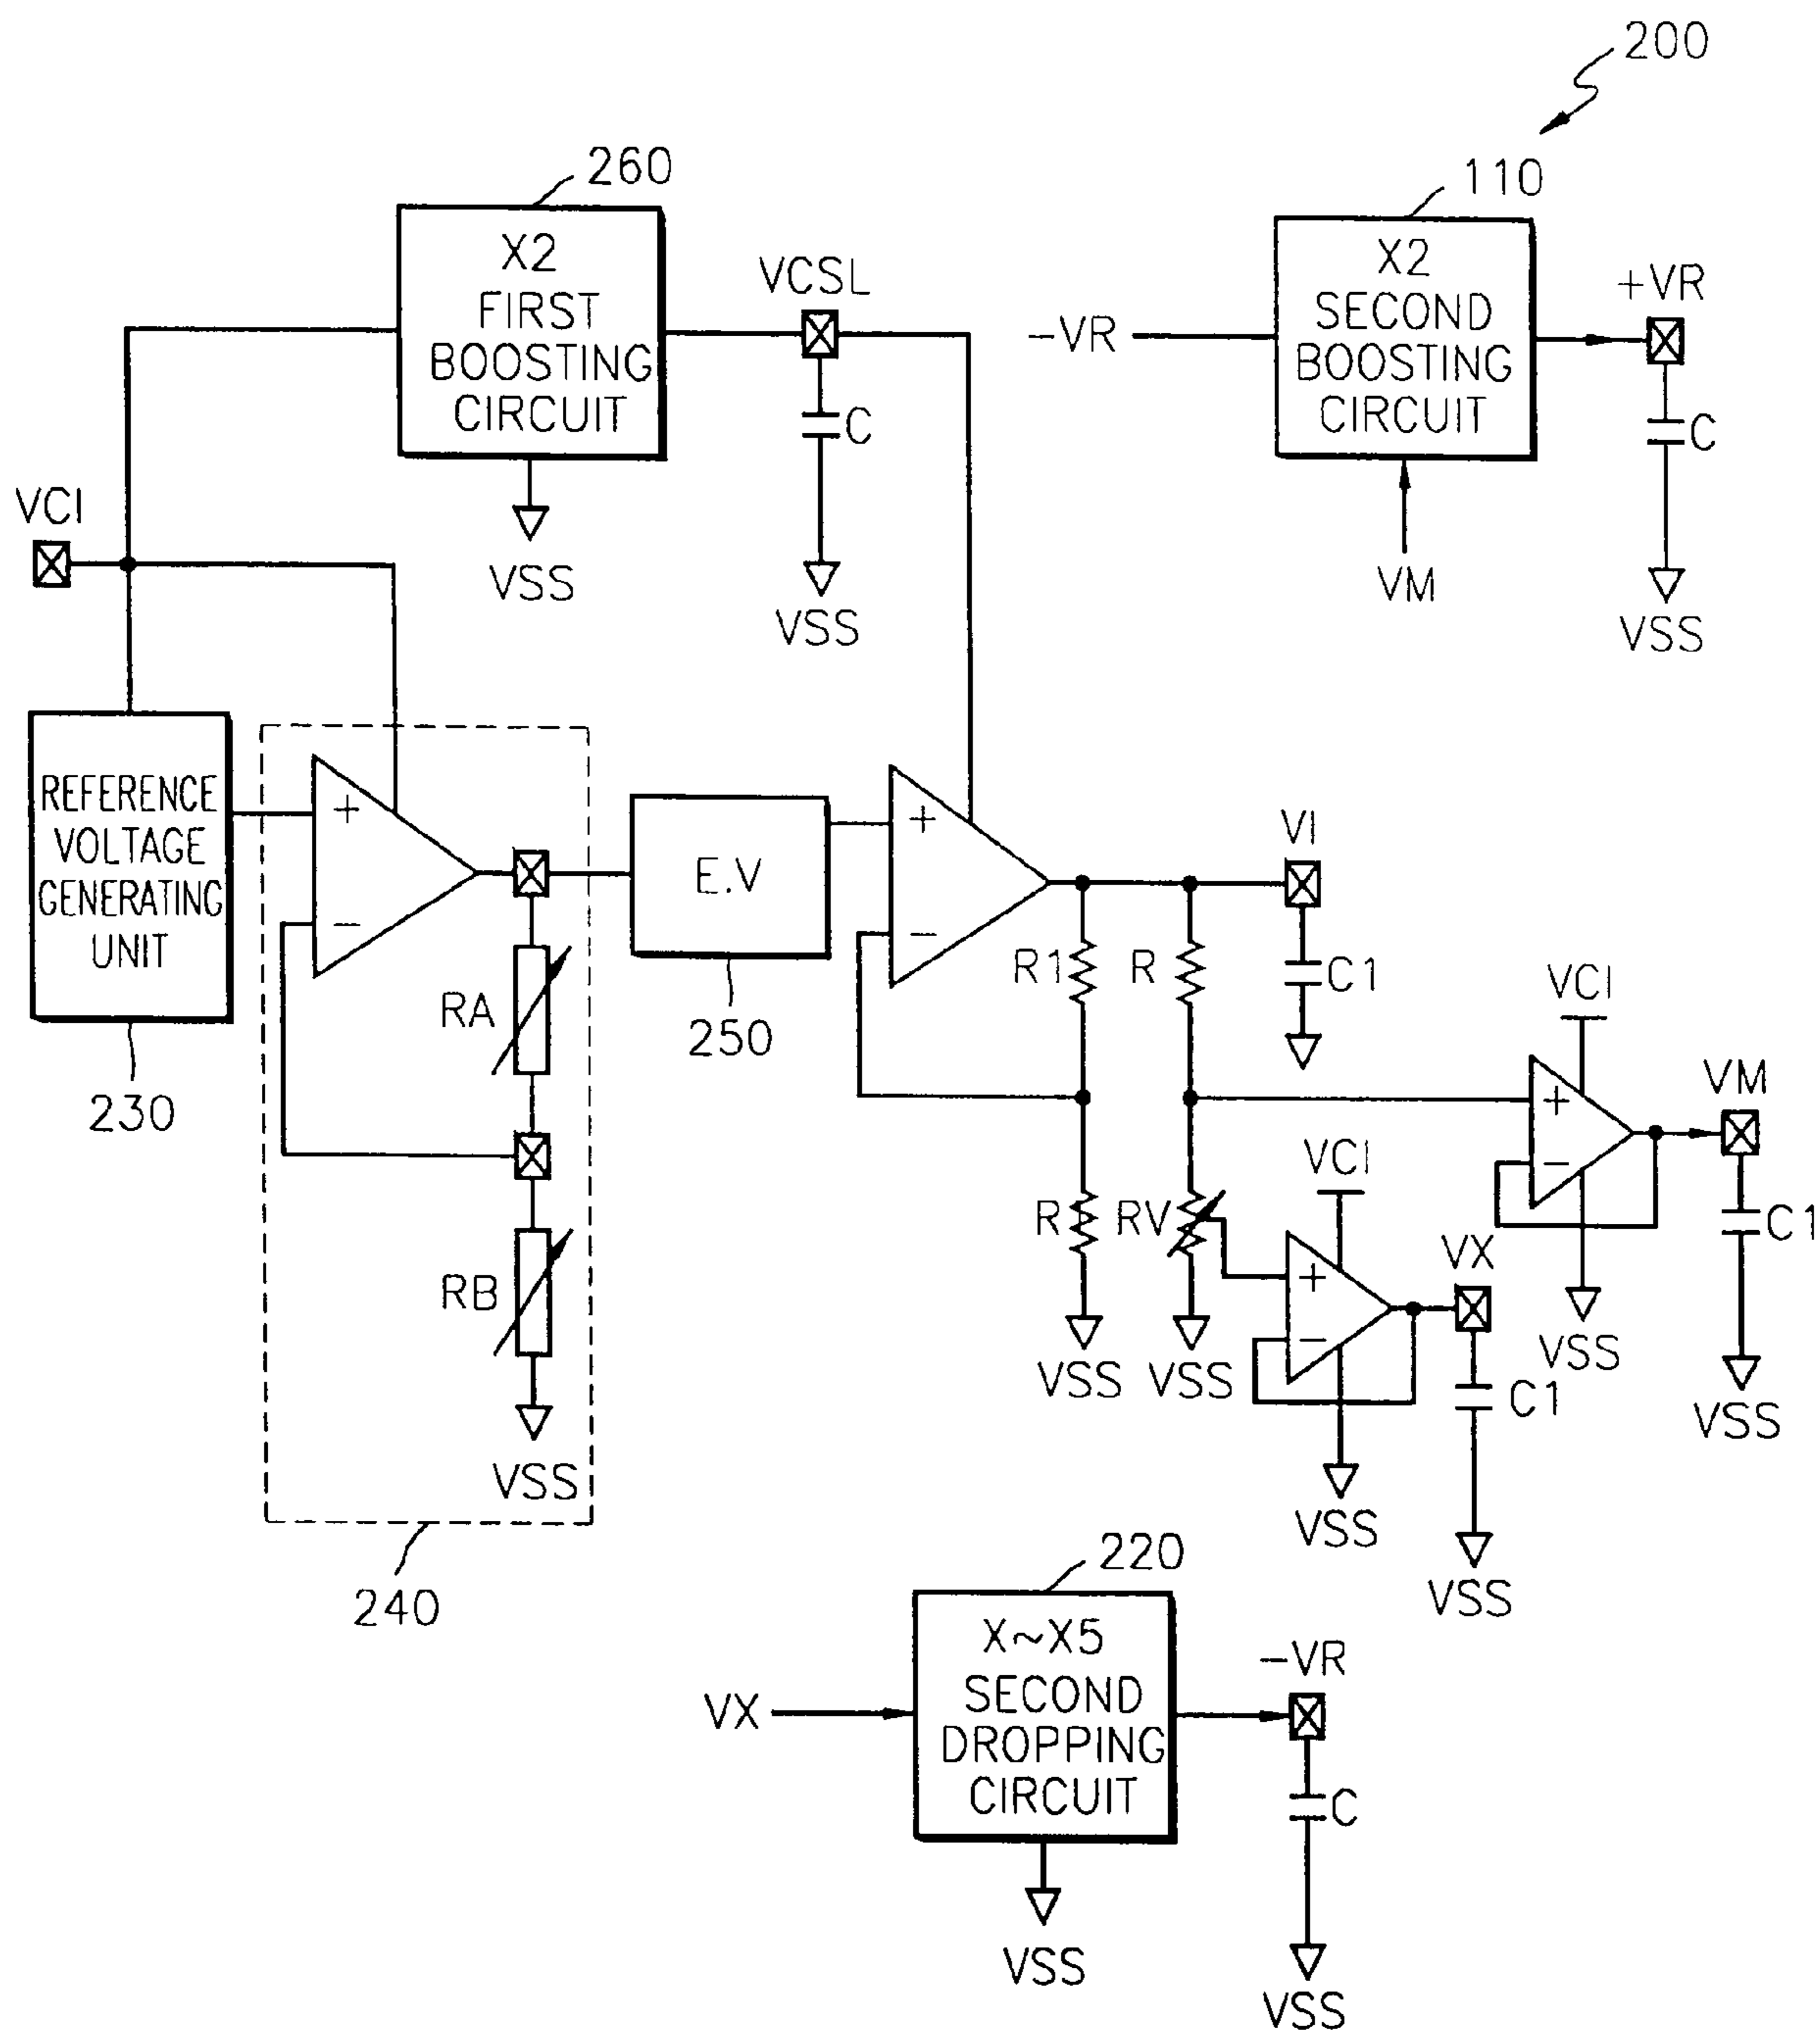 200
260
X2
FIRST
BOOSTING
CIRCUIT
VSS
VCSL
C
VSS
110
-VR
X2
SECOND
BOOSTING
CIRCUIT
VM
+VR
C
VSS
VCI
REFERENCE
VOLTAGE
GENERATING
UNIT
230
+
-
RA
RB
VSS
240
E.V
250
+
-
R1
R
VSS
R
RV
VSS
VI
C1
VCI
+
-
VSS
VX
C1
VSS
VCI
+
-
VSS
VM
C1
VSS
220
VX
X~X5
SECOND
DROPPING
CIRCUIT
VSS
-VR
C
VSS